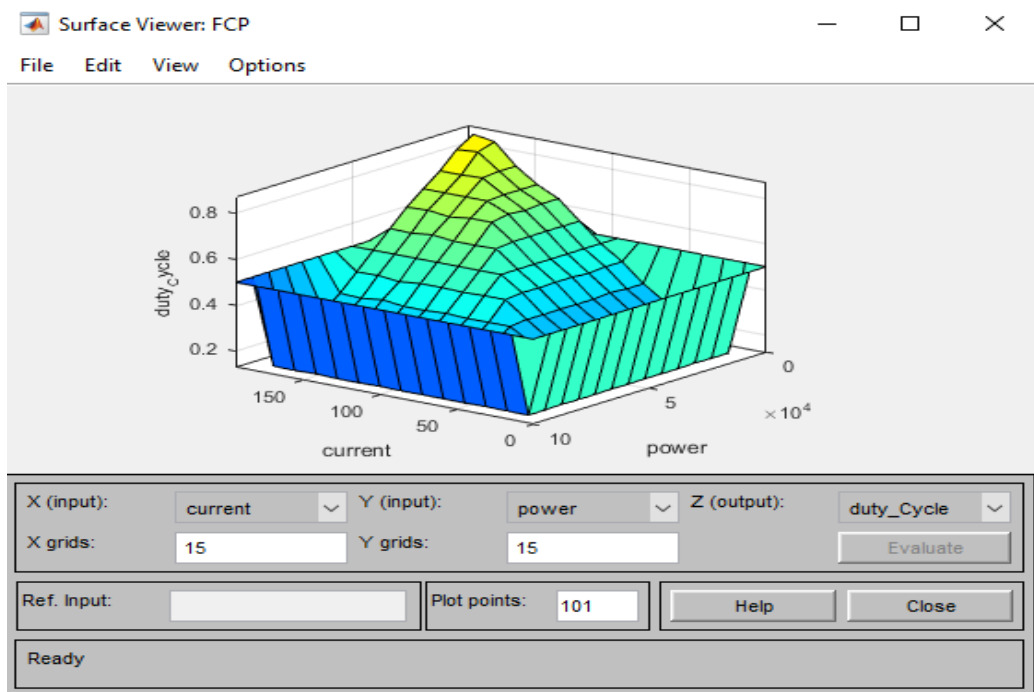 Surface Viewer: FCP
File Edit View Options
0.8
0.6
0.4
0.2
duty_cycle
150
100
50
0
current
10
5
0
×10^4
power
X (input): current Y (input): power Z (output): duty_Cycle
X grids: 15 Y grids: 15 Evaluate
Ref. Input: Plot points: 101 Help Close
Ready